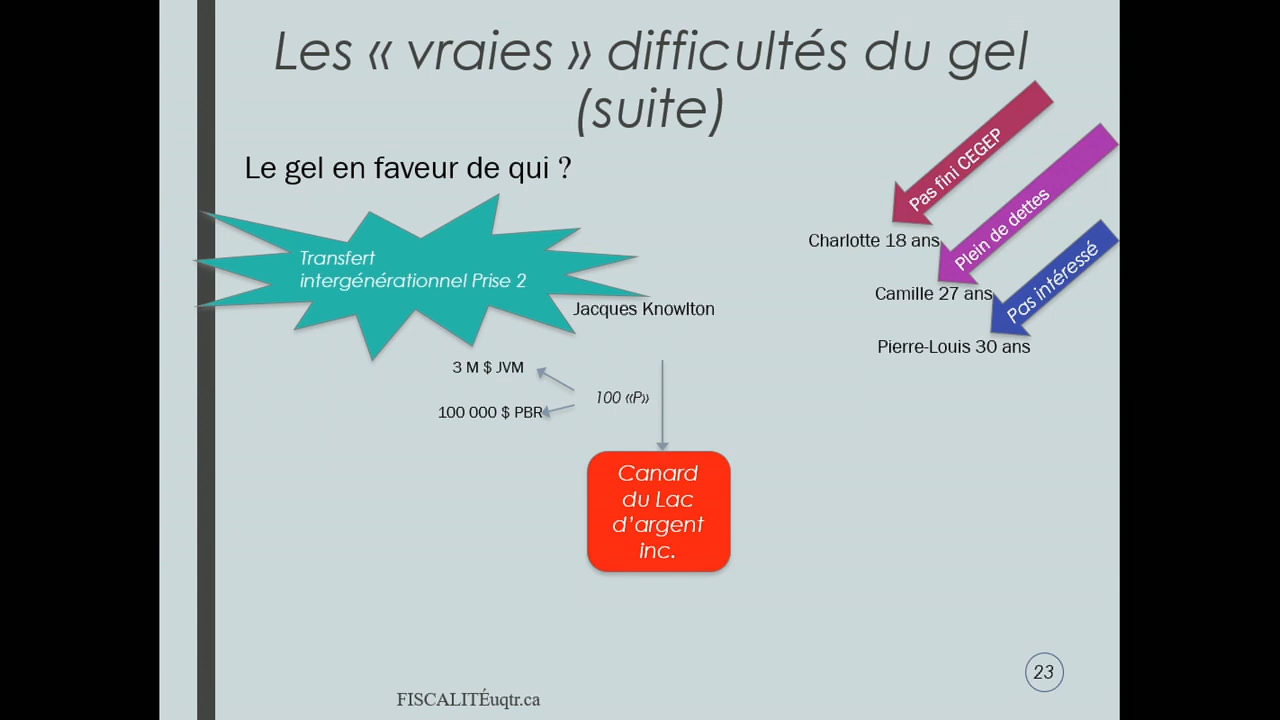 Les « vraies » difficultés du gel
(suite)
Le gel en faveur de qui ?
Pas fini CEGEP
Plein de dettes
Pas intéressé
Charlotte 18 ans
Camille 27 ans
Pierre-Louis 30 ans
Transfert
intergénérationnel Prise 2
Jacques Knowlton
3 M $ JVM
100 000 $ PBR
100 «P»
Canard
du Lac
d'argent
inc.
FISCALITÉuqtr.ca
23